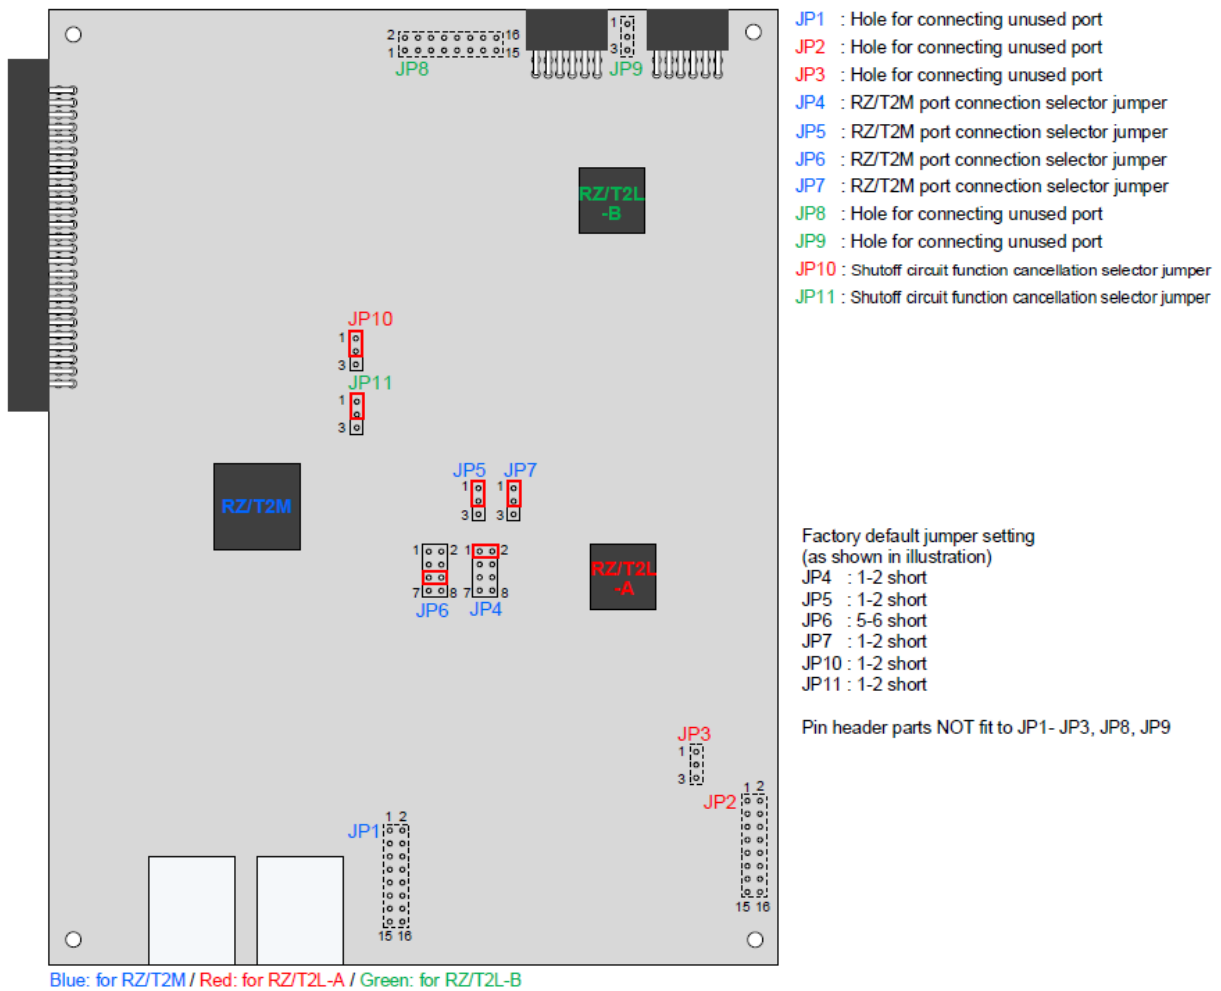 JP1 : Hole for connecting unused port
JP2 : Hole for connecting unused port
JP3 : Hole for connecting unused port
JP4 : RZ/T2M port connection selector jumper
JP5 : RZ/T2M port connection selector jumper
JP6 : RZ/T2M port connection selector jumper
JP7 : RZ/T2M port connection selector jumper
JP8 : Hole for connecting unused port
JP9 : Hole for connecting unused port
JP10 : Shutoff circuit function cancellation selector jumper
JP11 : Shutoff circuit function cancellation selector jumper
2 16
1 15
JP8
1
3
JP9
RZ/T2L
-B
JP10
1
3
JP11
1
3
RZ/T2M
JP5 JP7
1 1
3 3
1 2 1 2
7 8 7 8
JP6 JP4
RZ/T2L
-A
Factory default jumper setting
(as shown in illustration)
JP4 : 1-2 short
JP5 : 1-2 short
JP6 : 5-6 short
JP7 : 1-2 short
JP10 : 1-2 short
JP11 : 1-2 short
Pin header parts NOT fit to JP1- JP3, JP8, JP9
JP3
1
3
1 2
JP2
15 16
1 2
JP1
15 16
Blue: for RZ/T2M / Red: for RZ/T2L-A / Green: for RZ/T2L-B